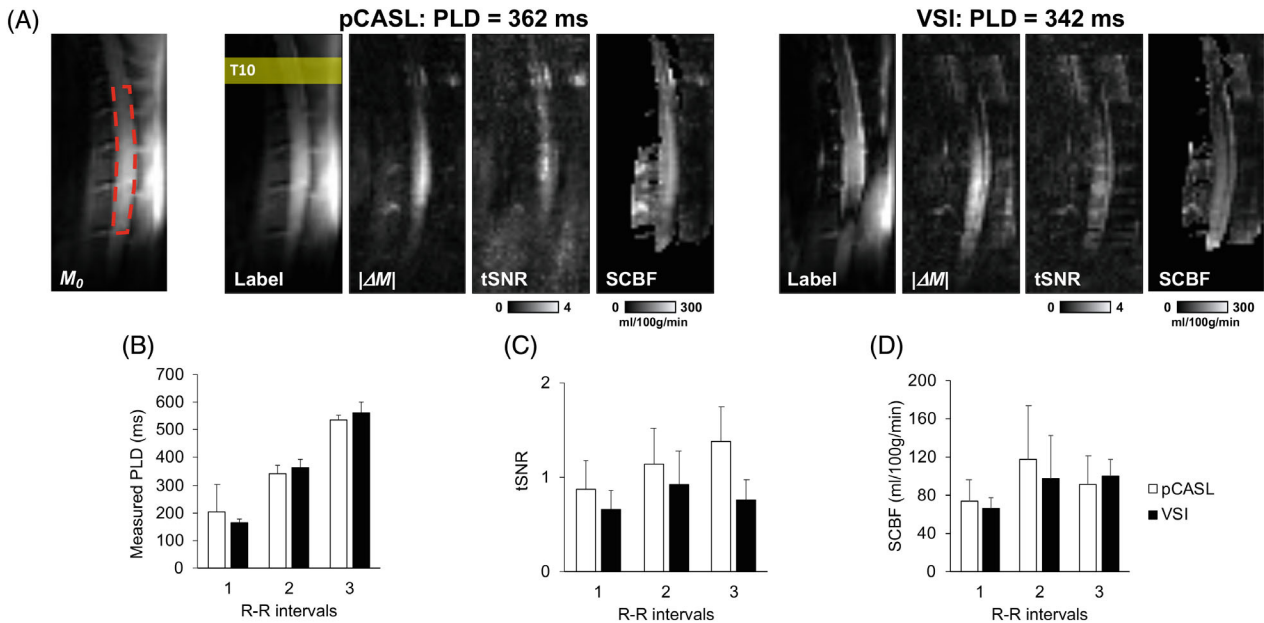 (A)
pCASL: PLD = 362 ms
VSI: PLD = 342 ms
T10
M₀
Label
|ΔM|
tSNR
SCBF
Label
|ΔM|
tSNR
SCBF
0 4
0 300
ml/100g/min
0 4
0 300
ml/100g/min
(B)
(C)
(D)
Measured PLD (ms)
700
600
500
400
300
200
100
0
1 2 3
R-R intervals
tSNR
2
1
0
1 2 3
R-R intervals
SCBF (ml/100g/min)
200
160
120
80
40
0
1 2 3
R-R intervals
pCASL
VSI